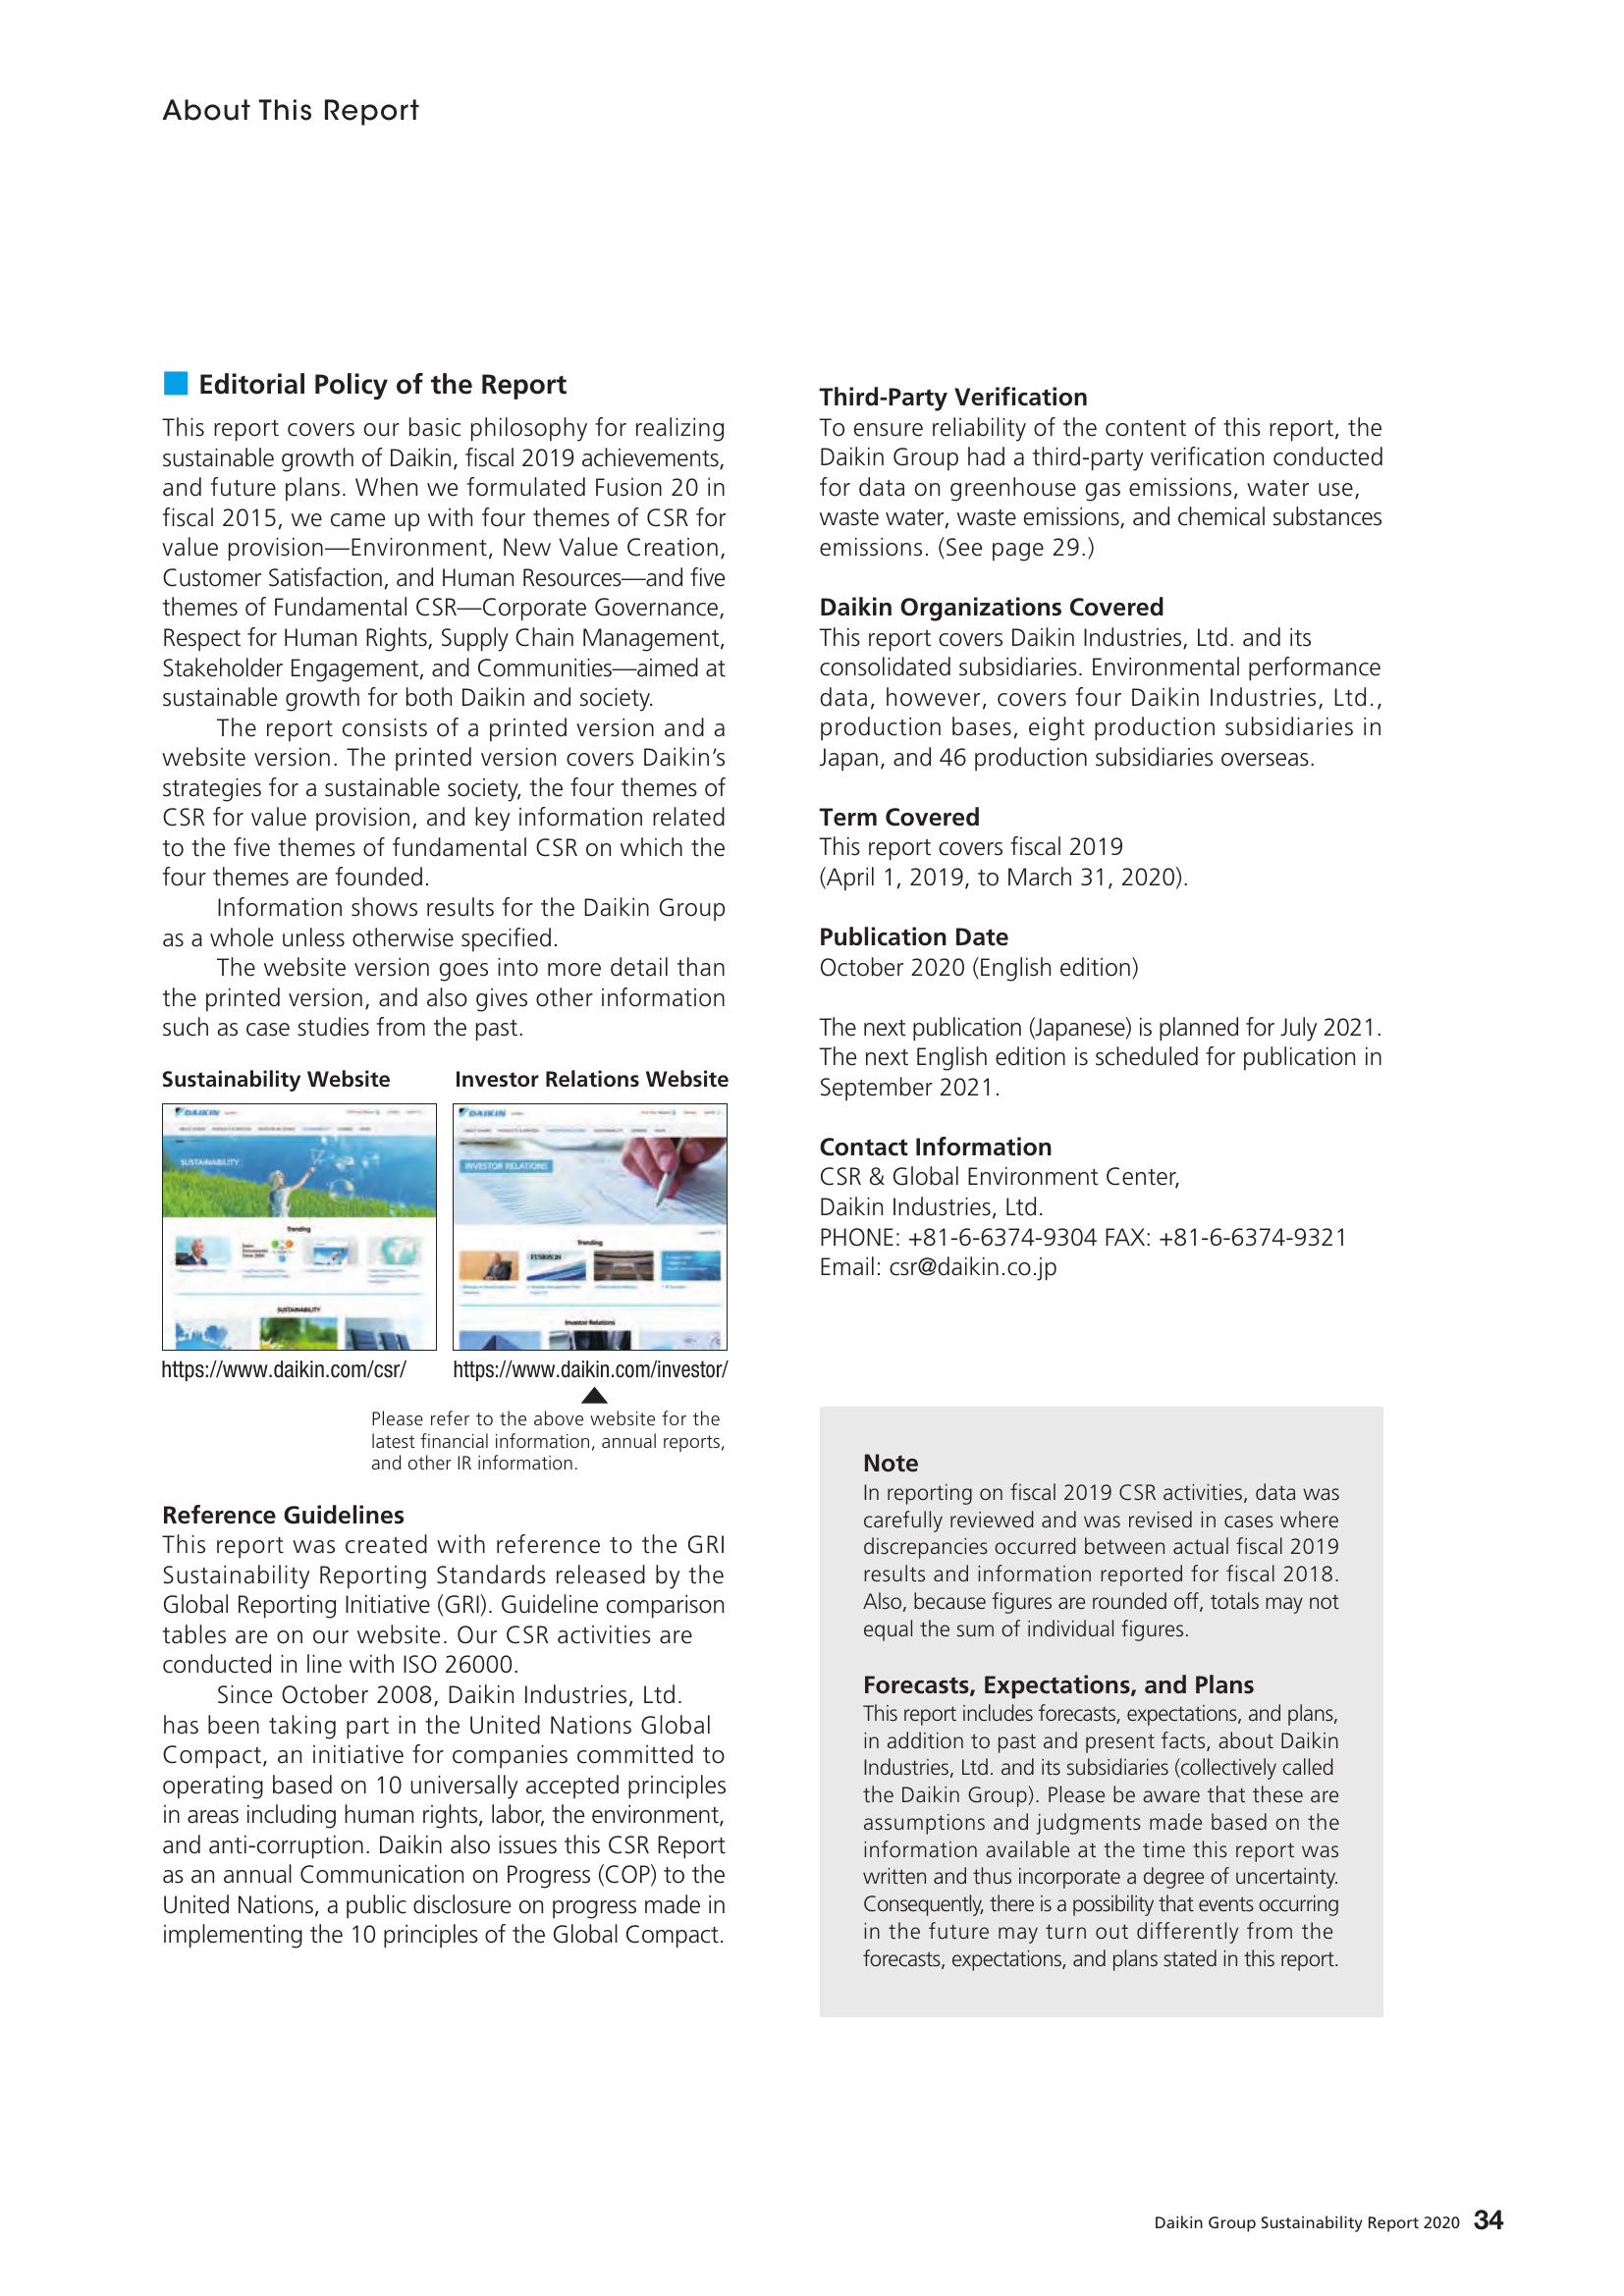 About This Report
Editorial Policy of the Report
This report covers our basic philosophy for realizing
sustainable growth of Daikin, fiscal 2019 achievements,
and future plans. When we formulated Fusion 20 in
fiscal 2015, we came up with four themes of CSR for
value provision—Environment, New Value Creation,
Customer Satisfaction, and Human Resources—and five
themes of Fundamental CSR—Corporate Governance,
Respect for Human Rights, Supply Chain Management,
Stakeholder Engagement, and Communities—aimed at
sustainable growth for both Daikin and society.
The report consists of a printed version and a
website version. The printed version covers Daikin's
strategies for a sustainable society, the four themes of
CSR for value provision, and key information related
to the five themes of fundamental CSR on which the
four themes are founded.
Information shows results for the Daikin Group
as a whole unless otherwise specified.
The website version goes into more detail than
the printed version, and also gives other information
such as case studies from the past.
Sustainability Website
DAIKIN
SUSTAINABILITY
Trending
SUSTAINABILITY
https://www.daikin.com/csr/
Investor Relations Website
DAIKIN
INVESTOR RELATIONS
Trending
FUSION 20
Investor Relations
https://www.daikin.com/investor/
Please refer to the above website for the
latest financial information, annual reports,
and other IR information.
Reference Guidelines
This report was created with reference to the GRI
Sustainability Reporting Standards released by the
Global Reporting Initiative (GRI). Guideline comparison
tables are on our website. Our CSR activities are
conducted in line with ISO 26000.
Since October 2008, Daikin Industries, Ltd.
has been taking part in the United Nations Global
Compact, an initiative for companies committed to
operating based on 10 universally accepted principles
in areas including human rights, labor, the environment,
and anti-corruption. Daikin also issues this CSR Report
as an annual Communication on Progress (COP) to the
United Nations, a public disclosure on progress made in
implementing the 10 principles of the Global Compact.
Third-Party Verification
To ensure reliability of the content of this report, the
Daikin Group had a third-party verification conducted
for data on greenhouse gas emissions, water use,
waste water, waste emissions, and chemical substances
emissions. (See page 29.)
Daikin Organizations Covered
This report covers Daikin Industries, Ltd. and its
consolidated subsidiaries. Environmental performance
data, however, covers four Daikin Industries, Ltd.,
production bases, eight production subsidiaries in
Japan, and 46 production subsidiaries overseas.
Term Covered
This report covers fiscal 2019
(April 1, 2019, to March 31, 2020).
Publication Date
October 2020 (English edition)
The next publication (Japanese) is planned for July 2021.
The next English edition is scheduled for publication in
September 2021.
Contact Information
CSR & Global Environment Center,
Daikin Industries, Ltd.
PHONE: +81-6-6374-9304 FAX: +81-6-6374-9321
Email: csr@daikin.co.jp
Note
In reporting on fiscal 2019 CSR activities, data was
carefully reviewed and was revised in cases where
discrepancies occurred between actual fiscal 2019
results and information reported for fiscal 2018.
Also, because figures are rounded off, totals may not
equal the sum of individual figures.
Forecasts, Expectations, and Plans
This report includes forecasts, expectations, and plans,
in addition to past and present facts, about Daikin
Industries, Ltd. and its subsidiaries (collectively called
the Daikin Group). Please be aware that these are
assumptions and judgments made based on the
information available at the time this report was
written and thus incorporate a degree of uncertainty.
Consequently, there is a possibility that events occurring
in the future may turn out differently from the
forecasts, expectations, and plans stated in this report.
Daikin Group Sustainability Report 2020 34